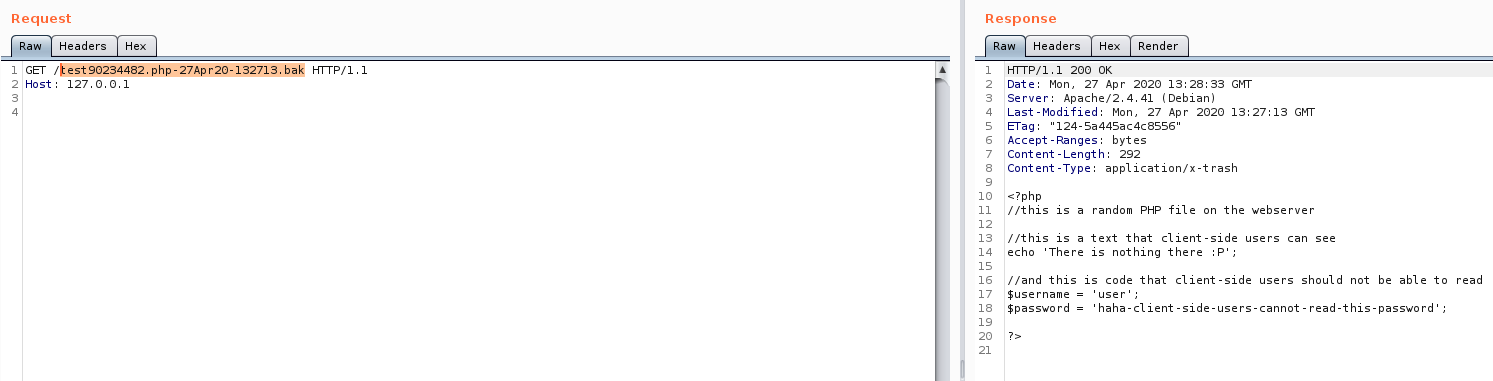 Request
Raw Headers Hex
1 GET /test90234482.php-27Apr20-132713.bak HTTP/1.1
2 Host: 127.0.0.1
3
4
Response
Raw Headers Hex Render
1 HTTP/1.1 200 OK
2 Date: Mon, 27 Apr 2020 13:28:33 GMT
3 Server: Apache/2.4.41 (Debian)
4 Last-Modified: Mon, 27 Apr 2020 13:27:13 GMT
5 ETag: "124-5a445ac4c8556"
6 Accept-Ranges: bytes
7 Content-Length: 292
8 Content-Type: application/x-trash
9
10 <?php
11 //this is a random PHP file on the webserver
12
13 //this is a text that client-side users can see
14 echo 'There is nothing there :P';
15
16 //and this is code that client-side users should not be able to read
17 $username = 'user';
18 $password = 'haha-client-side-users-cannot-read-this-password';
19
20 ?>
21